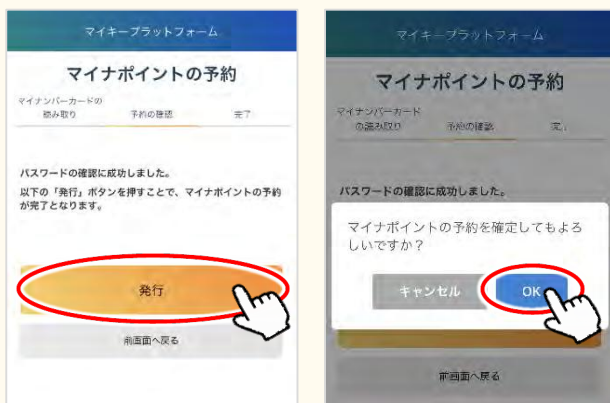 マイキープラットフォーム
マイナポイントの予約
マイナンバーカードの
読み取り
予約の確認
完了
パスワードの確認に成功しました。
以下の「発行」ボタンを押すことで、マイナポイントの予約
が完了となります。
発行
前画面へ戻る
マイキープラットフォーム
マイナポイントの予約
マイナンバーカード
の読み取り
予約の確認
完
パスワードの確認に成功しました。
マイナポイントの予約を確定してもよろ
しいですか？
キャンセル
OK
前画面へ戻る